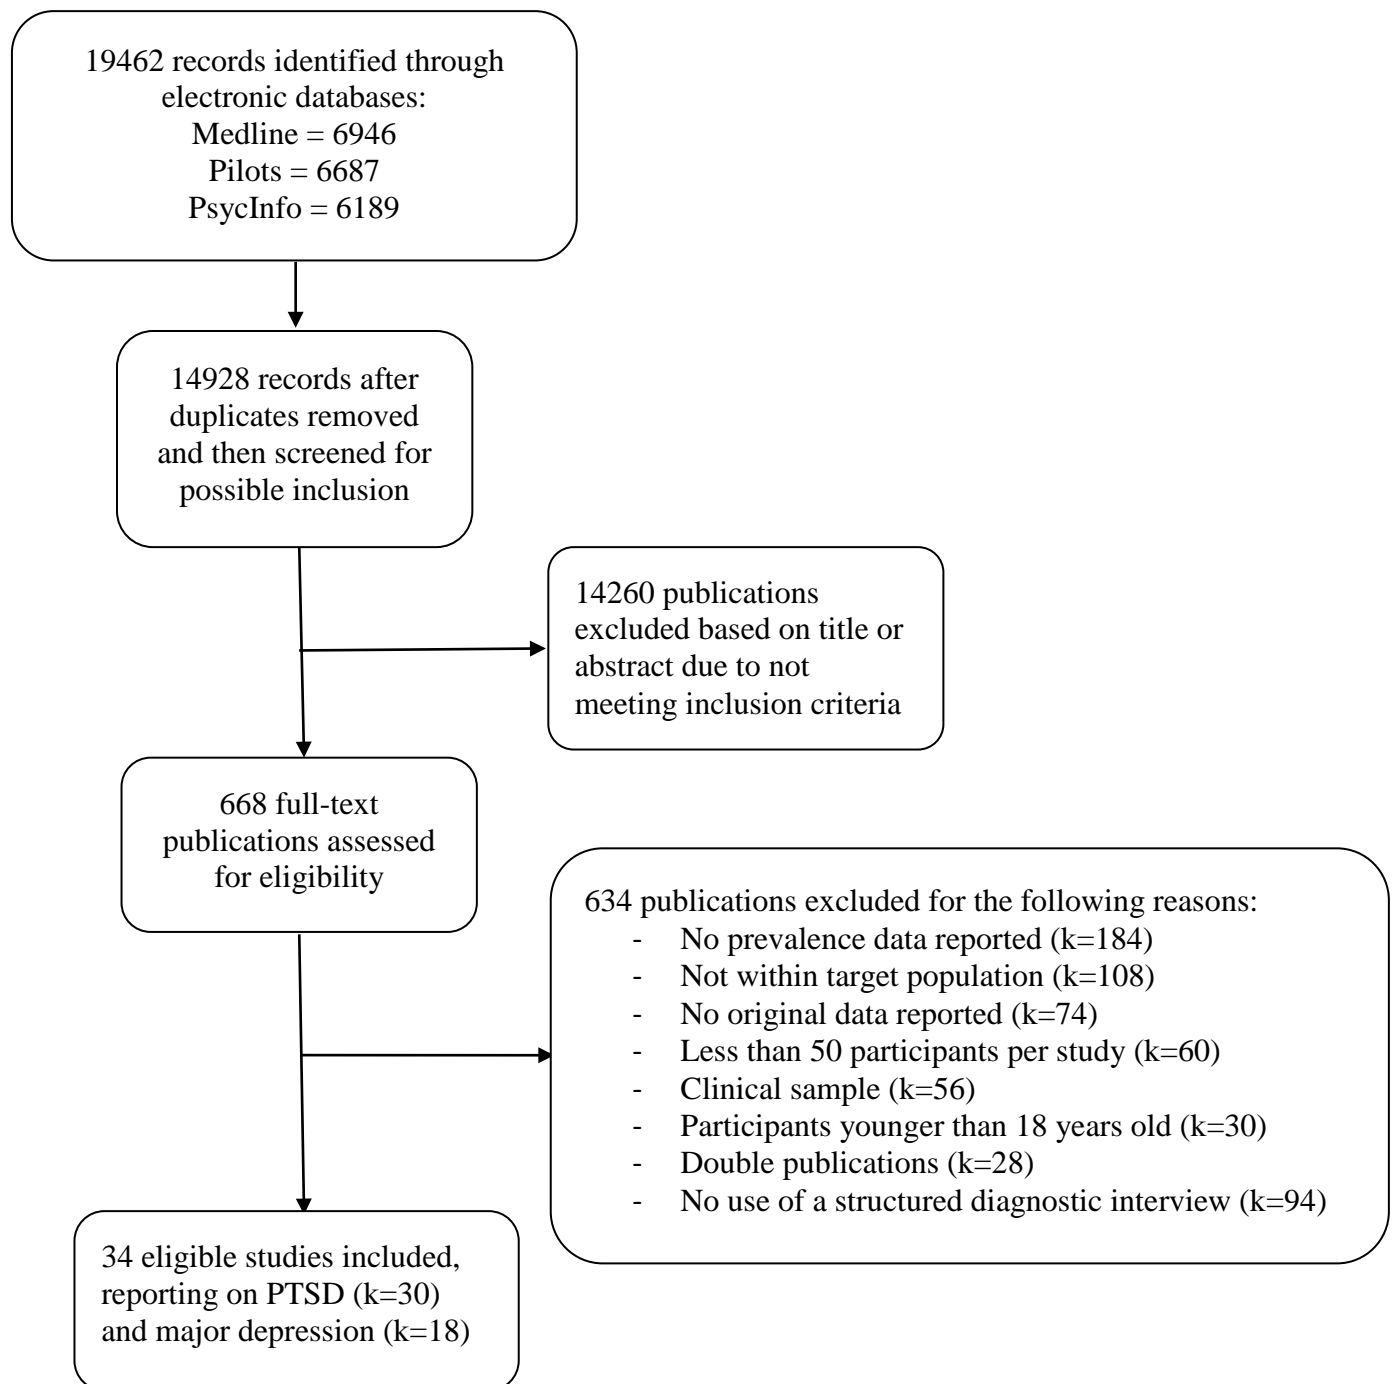 19462 records identified through
electronic databases:
Medline = 6946
Pilots = 6687
PsycInfo = 6189
14928 records after
duplicates removed
and then screened for
possible inclusion
14260 publications
excluded based on title or
abstract due to not
meeting inclusion criteria
668 full-text
publications assessed
for eligibility
634 publications excluded for the following reasons:
- No prevalence data reported (k=184)
- Not within target population (k=108)
- No original data reported (k=74)
- Less than 50 participants per study (k=60)
- Clinical sample (k=56)
- Participants younger than 18 years old (k=30)
- Double publications (k=28)
- No use of a structured diagnostic interview (k=94)
34 eligible studies included,
reporting on PTSD (k=30)
and major depression (k=18)